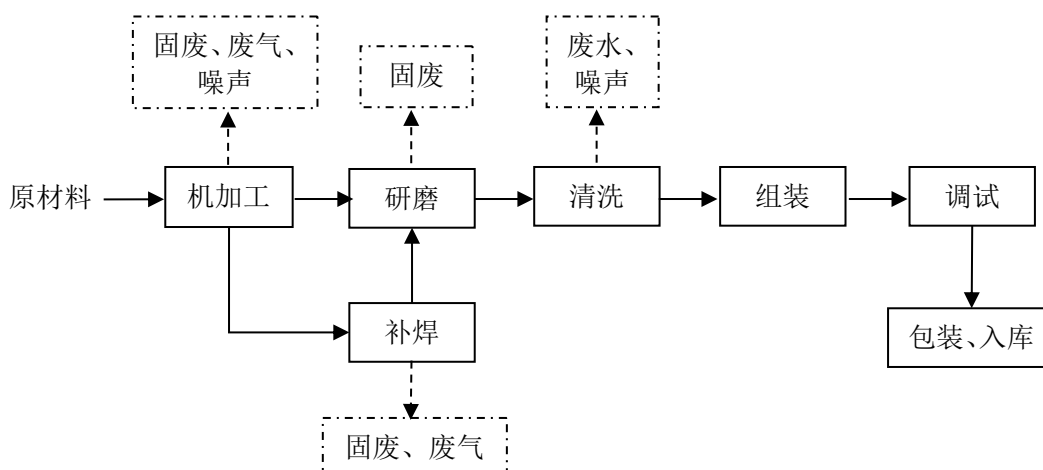 固废、废气、
噪声
固废
废水、
噪声
原材料
机加工
研磨
清洗
组装
调试
补焊
包装、入库
固废、废气